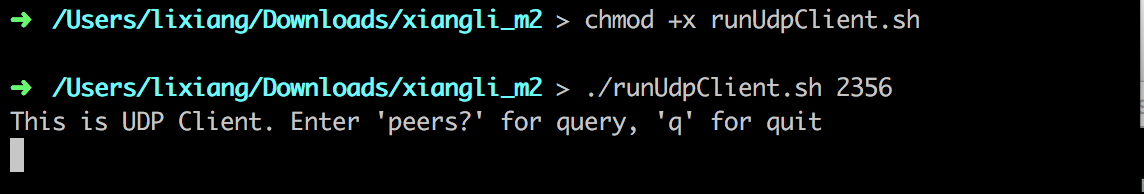 ➜ /Users/lixiang/Downloads/xiangli_m2 > chmod +x runUdpClient.sh
➜ /Users/lixiang/Downloads/xiangli_m2 > ./runUdpClient.sh 2356
This is UDP Client. Enter 'peers?' for query, 'q' for quit